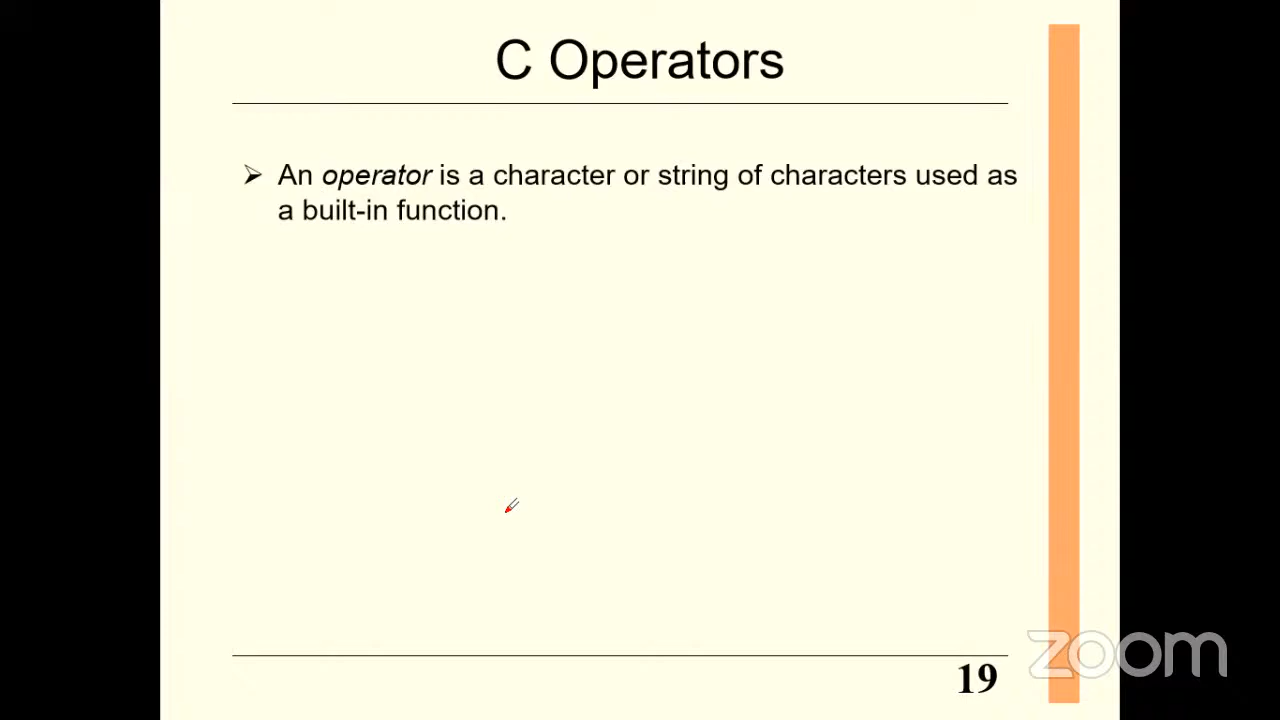 C Operators
An operator is a character or string of characters used as
a built-in function.
19
zoom